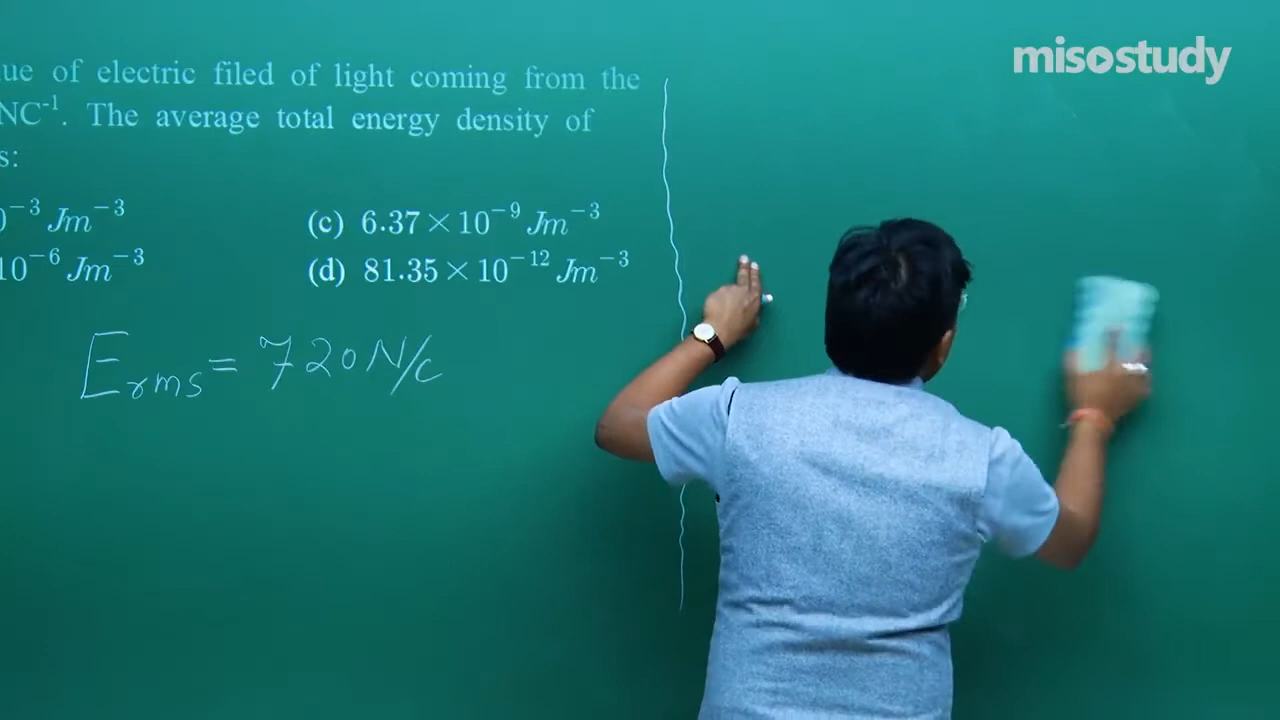 misostudy
ue of electric filed of light coming from the
NC⁻¹. The average total energy density of
s:
0⁻³ Jm⁻³
(c) 6.37 × 10⁻⁹ Jm⁻³
10⁻⁶ Jm⁻³
(d) 81.35 × 10⁻¹² Jm⁻³
Erms = 720 N/C